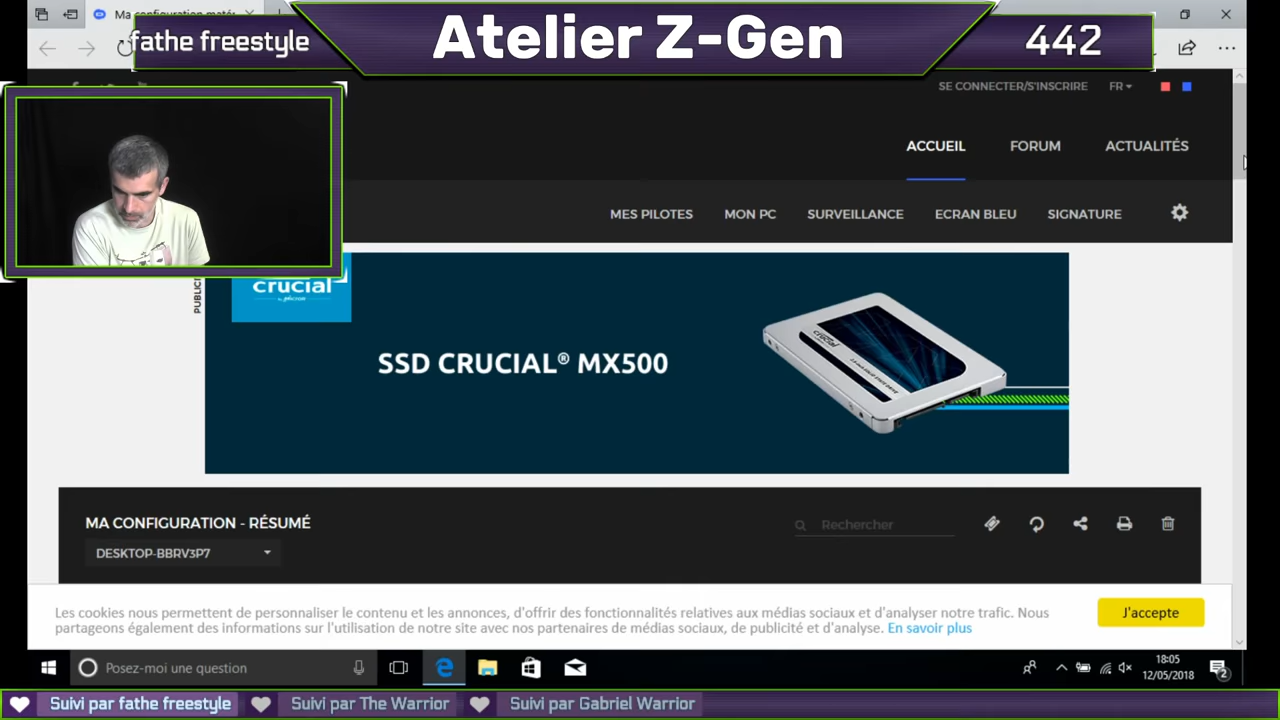 Ma configuration maté
fathe freestyle
Atelier Z-Gen
442
SE CONNECTER/S'INSCRIRE
FR
ACCUEIL
FORUM
ACTUALITÉS
MES PILOTES
MON PC
SURVEILLANCE
ECRAN BLEU
SIGNATURE
crucial
SSD CRUCIAL® MX500
MA CONFIGURATION - RÉSUMÉ
Rechercher
DESKTOP-BBRV3P7
Les cookies nous permettent de personnaliser le contenu et les annonces, d'offrir des fonctionnalités relatives aux médias sociaux et d'analyser notre trafic. Nous
partageons également des informations sur l'utilisation de notre site avec nos partenaires de médias sociaux, de publicité et d'analyse. En savoir plus
J'accepte
Posez-moi une question
18:05
12/05/2018
2
Suivi par fathe freestyle
Suivi par The Warrior
Suivi par Gabriel Warrior